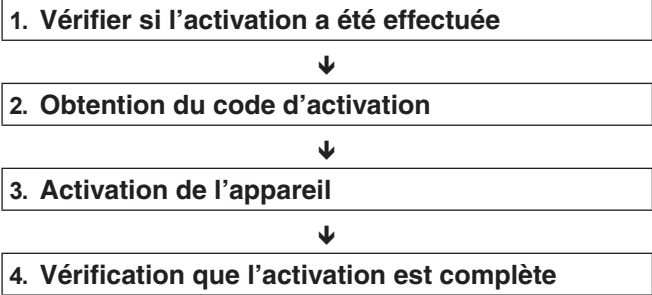 1. Vérifier si l'activation a été effectuée
2. Obtention du code d'activation
3. Activation de l'appareil
4. Vérification que l'activation est complète